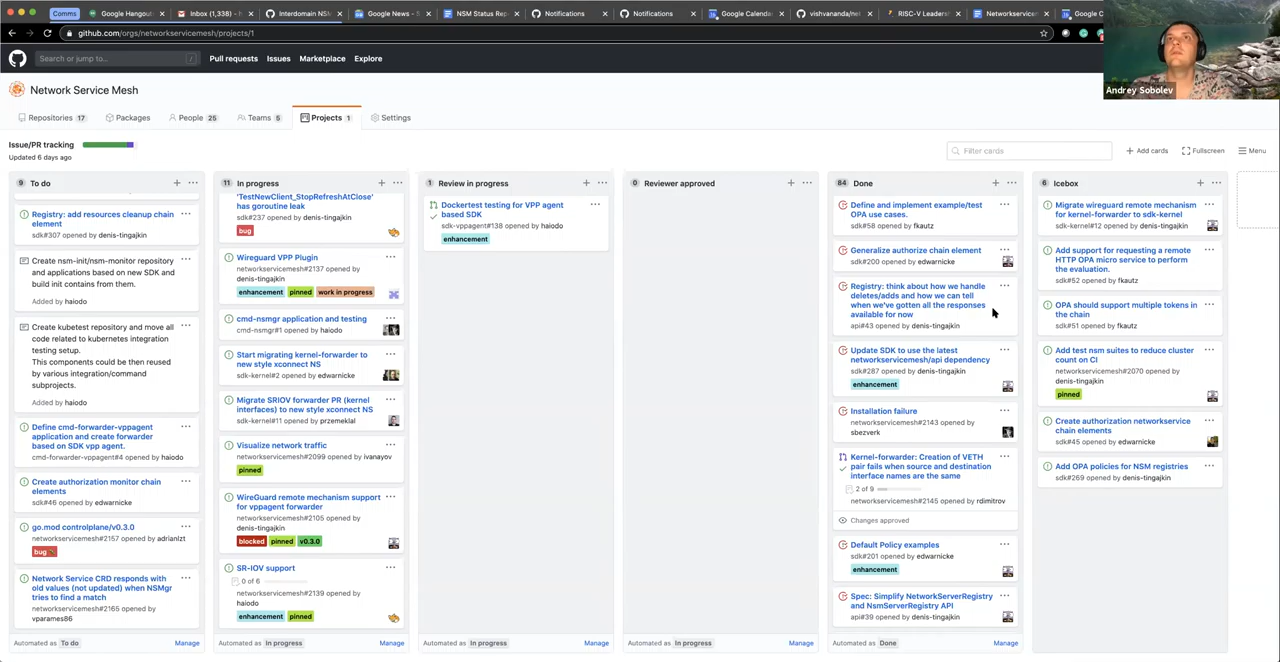 Comms
Google Hangout
Inbox (1,338)
Interdomain NSM
Google News - S
NSM Status Rep
Notifications
Notifications
Google Calenda
vishvananda/net
RISC-V Leaders
Networkservice
Google C
github.com/orgs/networkservicemesh/projects/1
Search or jump to...
/
Pull requests
Issues
Marketplace
Explore
Andrey Sobolev
Network Service Mesh
Repositories 17
Packages
People 25
Teams 5
Projects 1
Settings
Issue/PR tracking
Updated 6 days ago
Filter cards
Add cards
Fullscreen
Menu
9 To do
Registry: add resources cleanup chain
element
sdk#307 opened by denis-tingajkin
Create nsm-init/nsm-monitor repository
and applications based on new SDK and
build init contains from them.
Added by haiodo
Create kubetest repository and move all
code related to kubernetes integration
testing setup.
This components could be then reused
by various integration/command
subprojects.
Added by haiodo
Define cmd-forwarder-vppagent
application and create forwarder
based on SDK vpp agent.
cmd-forwarder-vppagent#4 opened by haiodo
Create authorization monitor chain
elements
sdk#46 opened by edwarnicke
go.mod controlplane/v0.3.0
networkservicemesh#2157 opened by adrianlzt
bug
Network Service CRD responds with
old values (not updated) when NSMgr
tries to find a match
networkservicemesh#2165 opened by
vparames86
Automated as To do
Manage
11 In progress
'TestNewClient_StopRefreshAtClose'
has goroutine leak
sdk#237 opened by denis-tingajkin
bug
Wireguard VPP Plugin
networkservicemesh#2137 opened by
denis-tingajkin
enhancement pinned work in progress
cmd-nsmgr application and testing
cmd-nsmgr#1 opened by haiodo
Start migrating kernel-forwarder to
new style xconnect NS
sdk-kernel#2 opened by edwarnicke
Migrate SRIOV forwarder PR (kernel
interfaces) to new style xconnect NS
sdk-kernel#11 opened by przemeklal
Visualize network traffic
networkservicemesh#2099 opened by ivanayov
pinned
WireGuard remote mechanism support
for vppagent forwarder
networkservicemesh#2105 opened by
denis-tingajkin
blocked pinned v0.3.0
SR-IOV support
0 of 6
networkservicemesh#2139 opened by
haiodo
enhancement pinned
Automated as In progress
Manage
1 Review in progress
Dockertest testing for VPP agent
based SDK
sdk-vppagent#138 opened by haiodo
enhancement
Automated as In progress
Manage
0 Reviewer approved
Automated as In progress
Manage
84 Done
Define and implement example/test
OPA use cases.
sdk#58 opened by fkautz
Generalize authorize chain element
sdk#200 opened by edwarnicke
Registry: think about how we handle
deletes/adds and how we can tell
when we've gotten all the responses
available for now
api#43 opened by denis-tingajkin
Update SDK to use the latest
networkservicemesh/api dependency
sdk#287 opened by denis-tingajkin
enhancement
Installation failure
networkservicemesh#2143 opened by
sbezverk
Kernel-forwarder: Creation of VETH
pair fails when source and destination
interface names are the same
2 of 9
networkservicemesh#2145 opened by rdimitrov
Changes approved
Default Policy examples
sdk#201 opened by edwarnicke
enhancement
Spec: Simplify NetworkServerRegistry
and NsmServerRegistry API
api#39 opened by denis-tingajkin
Automated as Done
Manage
6 Icebox
Migrate wireguard remote mechanism
for kernel-forwarder to sdk-kernel
sdk-kernel#12 opened by denis-tingajkin
Add support for requesting a remote
HTTP OPA micro service to perform
the evaluation.
sdk#52 opened by fkautz
OPA should support multiple tokens in
the chain
sdk#51 opened by fkautz
Add test nsm suites to reduce cluster
count on CI
networkservicemesh#2070 opened by
denis-tingajkin
pinned
Create authorization networkservice
chain elements
sdk#45 opened by edwarnicke
Add OPA policies for NSM registries
sdk#269 opened by denis-tingajkin